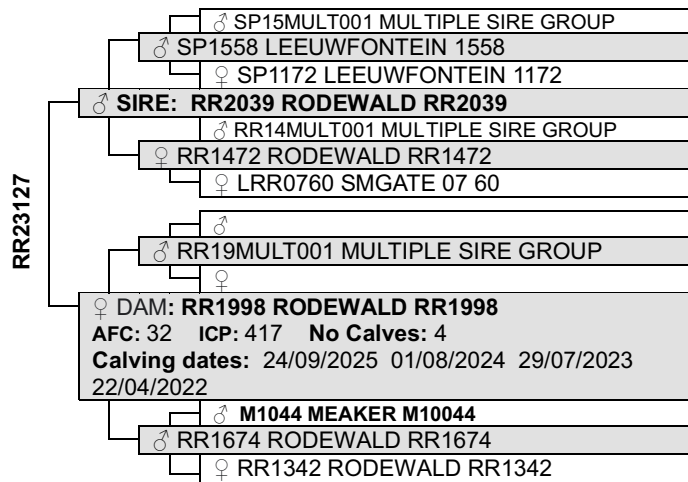 ♂ SP15MULT001 MULTIPLE SIRE GROUP
♂ SP1558 LEEUWFONTEIN 1558
♀ SP1172 LEEUWFONTEIN 1172
♂ SIRE: RR2039 RODEWALD RR2039
♂ RR14MULT001 MULTIPLE SIRE GROUP
♀ RR1472 RODEWALD RR1472
♀ LRR0760 SMGATE 07 60
RR23127
♂
♂ RR19MULT001 MULTIPLE SIRE GROUP
♀
♀ DAM: RR1998 RODEWALD RR1998
AFC: 32 ICP: 417 No Calves: 4
Calving dates: 24/09/2025 01/08/2024 29/07/2023
22/04/2022
♂ M1044 MEAKER M10044
♂ RR1674 RODEWALD RR1674
♀ RR1342 RODEWALD RR1342